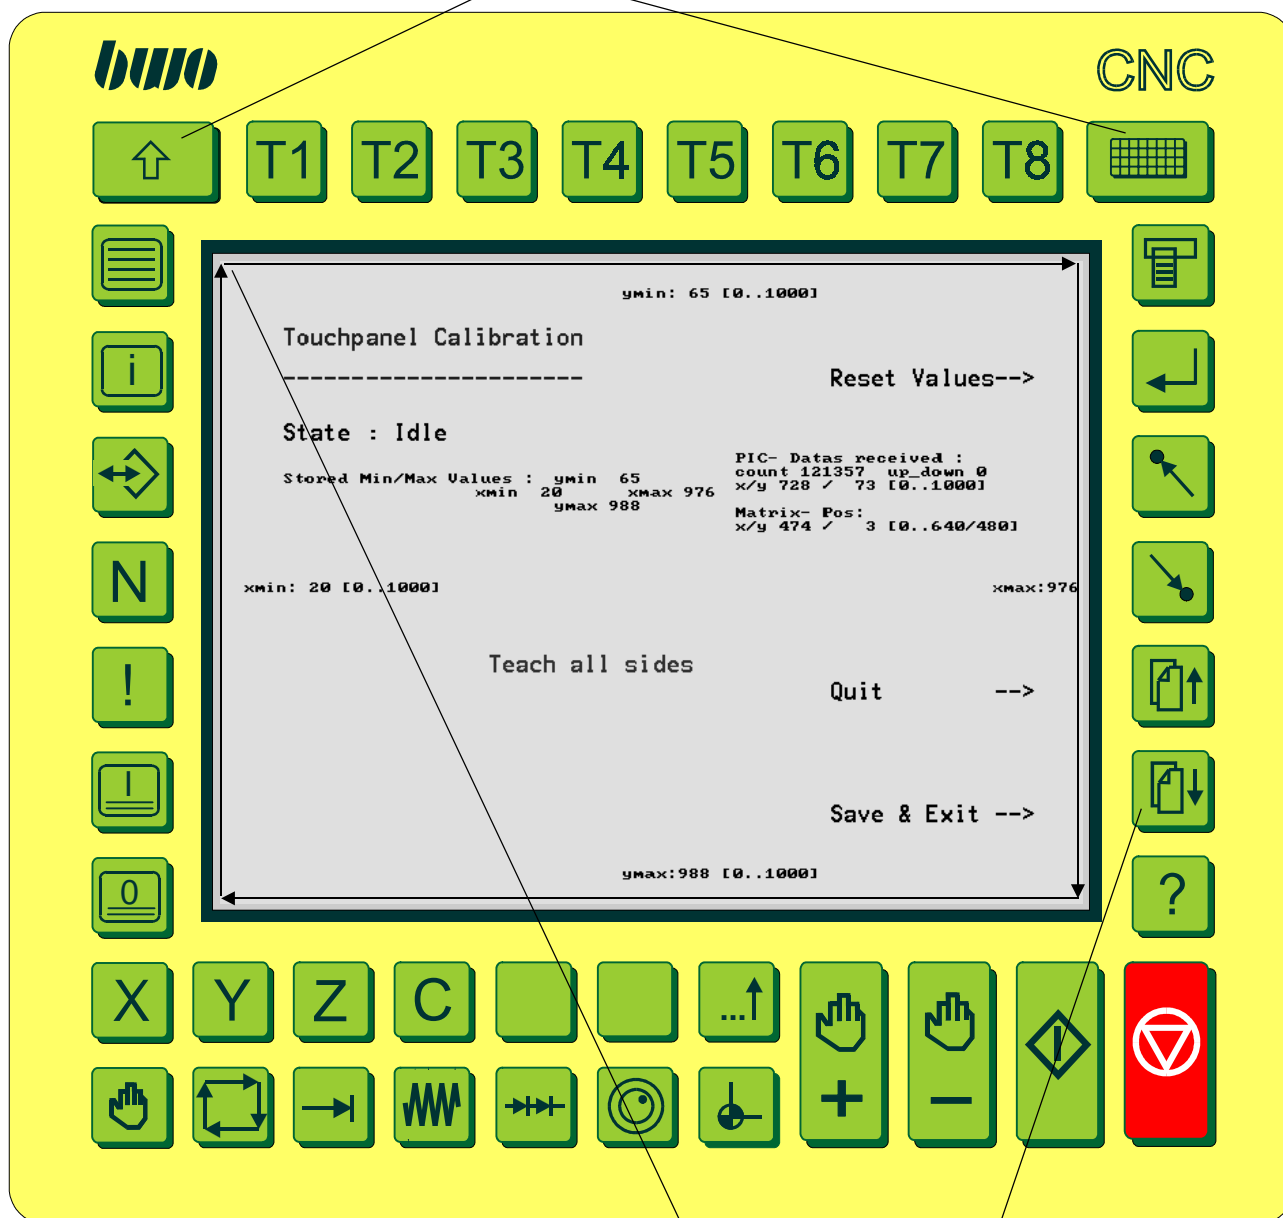 bwo
CNC
T1 T2 T3 T4 T5 T6 T7 T8
ymin: 65 [0..1000]
Touchpanel Calibration
----------------------
Reset Values-->
i
State : Idle
PIC- Datas received :
count 121357 up_down 0
x/y 728 / 73 [0..1000]
Stored Min/Max Values : ymin 65
xmin 20 xmax 976
ymax 988
Matrix- Pos:
x/y 474 / 3 [0..640/480]
N
xmin: 20 [0..1000]
xmax:976
!
Teach all sides
Quit -->
I
Save & Exit -->
0
ymax:988 [0..1000]
?
X Y Z C ...
+ −